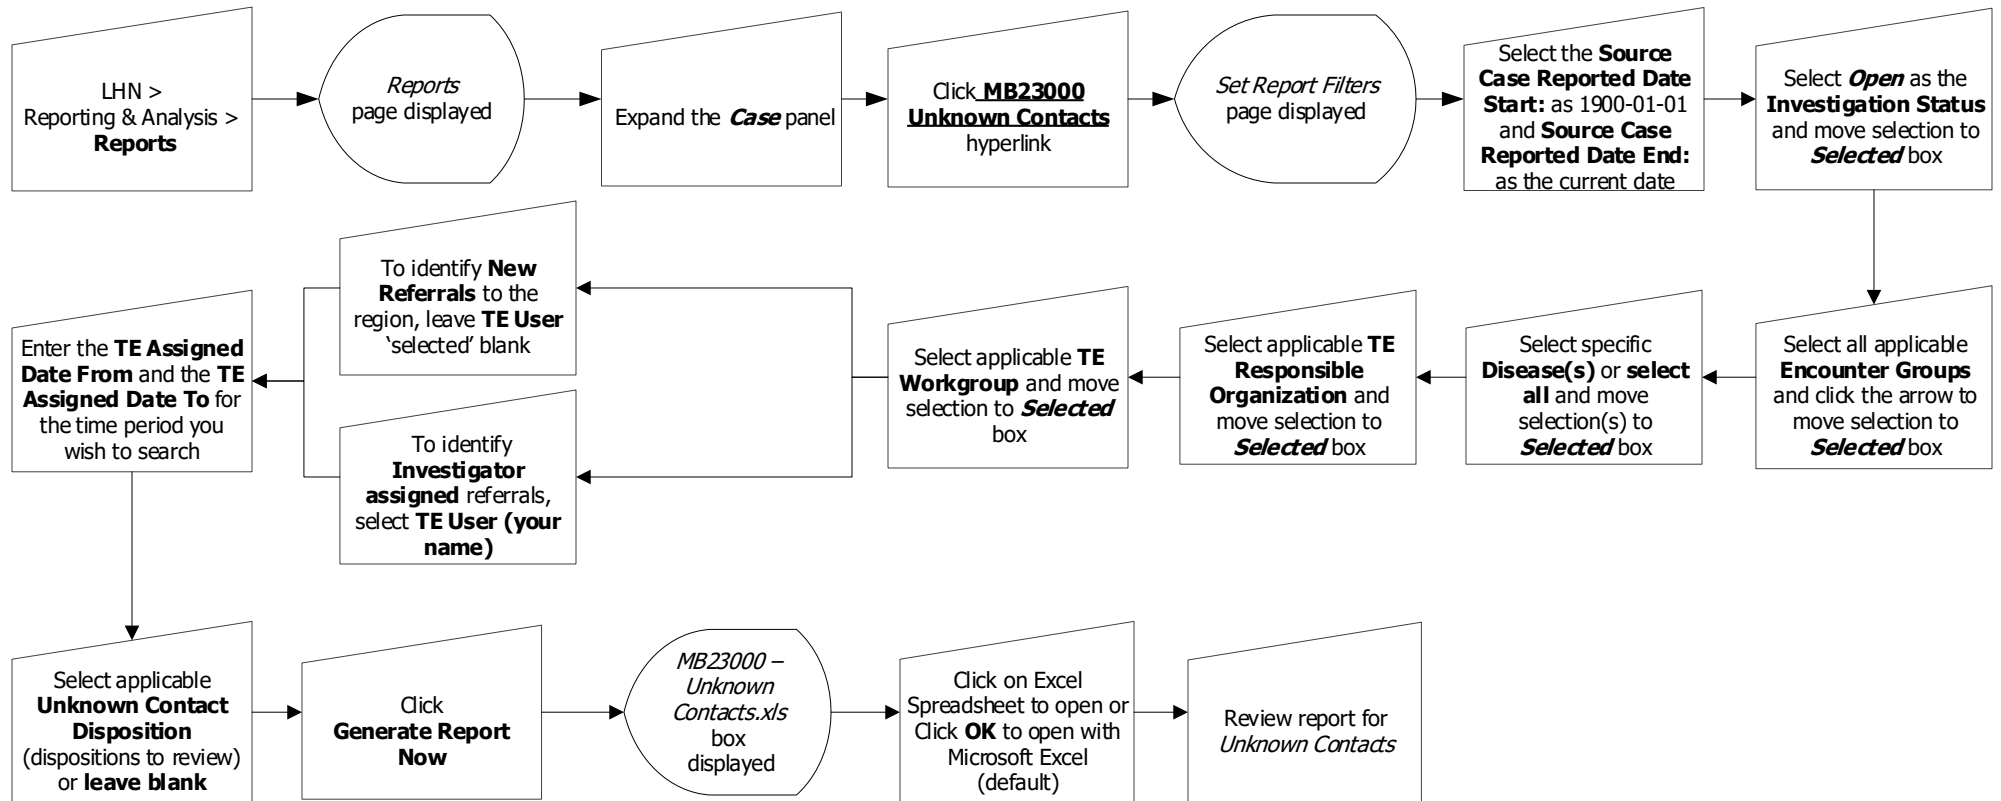 LHN >
Reporting & Analysis >
Reports
Reports
page displayed
Expand the Case panel
Click MB23000
Unknown Contacts
hyperlink
Set Report Filters
page displayed
Select the Source
Case Reported Date
Start: as 1900-01-01
and Source Case
Reported Date End:
as the current date
Select Open as the
Investigation Status
and move selection to
Selected box
Select all applicable
Encounter Groups
and click the arrow to
move selection to
Selected box
Select specific
Disease(s) or select
all and move
selection(s) to
Selected box
Select applicable TE
Responsible
Organization and
move selection to
Selected box
Select applicable TE
Workgroup and move
selection to Selected
box
To identify New
Referrals to the
region, leave TE User
‘selected’ blank
To identify
Investigator
assigned referrals,
select TE User (your
name)
Enter the TE Assigned
Date From and the TE
Assigned Date To for
the time period you
wish to search
Select applicable
Unknown Contact
Disposition
(dispositions to review)
or leave blank
Click
Generate Report
Now
MB23000 –
Unknown
Contacts.xls
box
displayed
Click on Excel
Spreadsheet to open or
Click OK to open with
Microsoft Excel
(default)
Review report for
Unknown Contacts